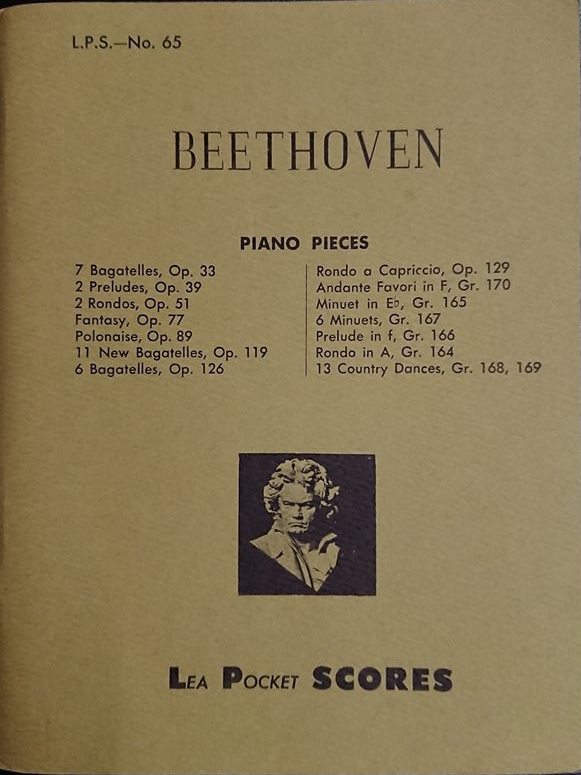 L.P.S.—No. 65
BEETHOVEN
PIANO PIECES
7 Bagatelles, Op. 33
2 Preludes, Op. 39
2 Rondos, Op. 51
Fantasy, Op. 77
Polonaise, Op. 89
11 New Bagatelles, Op. 119
6 Bagatelles, Op. 126
Rondo a Capriccio, Op. 129
Andante Favori in F, Gr. 170
Minuet in E♭, Gr. 165
6 Minuets, Gr. 167
Prelude in f, Gr. 166
Rondo in A, Gr. 164
13 Country Dances, Gr. 168, 169
LEA POCKET SCORES